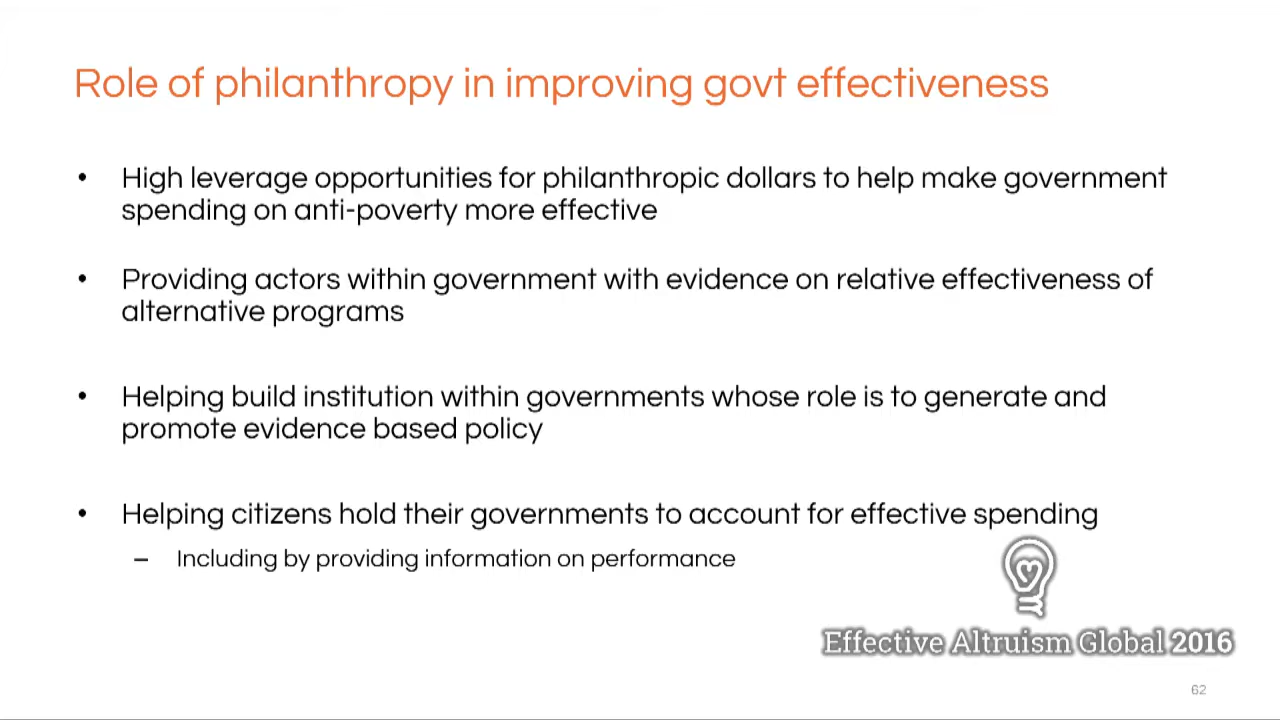 Role of philanthropy in improving govt effectiveness
• High leverage opportunities for philanthropic dollars to help make government
spending on anti-poverty more effective
• Providing actors within government with evidence on relative effectiveness of
alternative programs
• Helping build institution within governments whose role is to generate and
promote evidence based policy
• Helping citizens hold their governments to account for effective spending
– Including by providing information on performance
Effective Altruism Global 2016
62